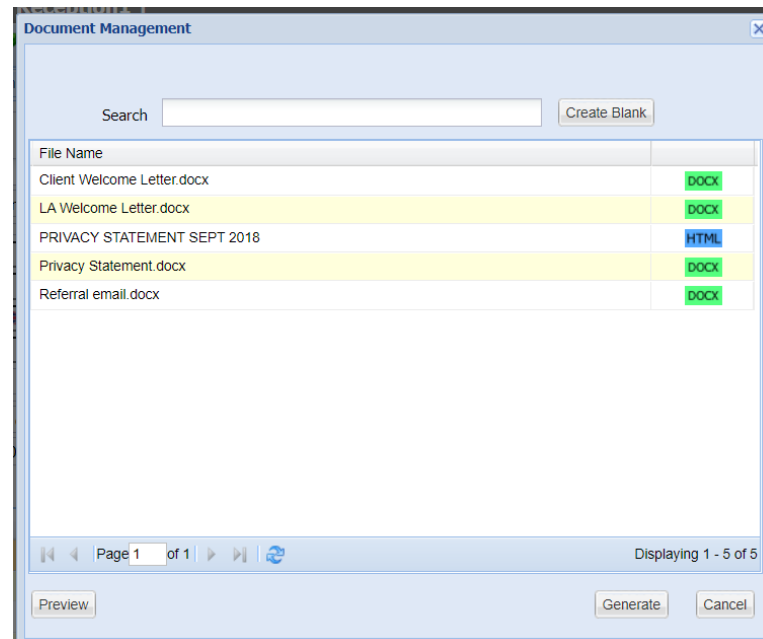 Reception1 1
Document Management
Search Create Blank
File Name
Client Welcome Letter.docx DOCX
LA Welcome Letter.docx DOCX
PRIVACY STATEMENT SEPT 2018 HTML
Privacy Statement.docx DOCX
Referral email.docx DOCX
Page 1 of 1 Displaying 1 - 5 of 5
Preview Generate Cancel